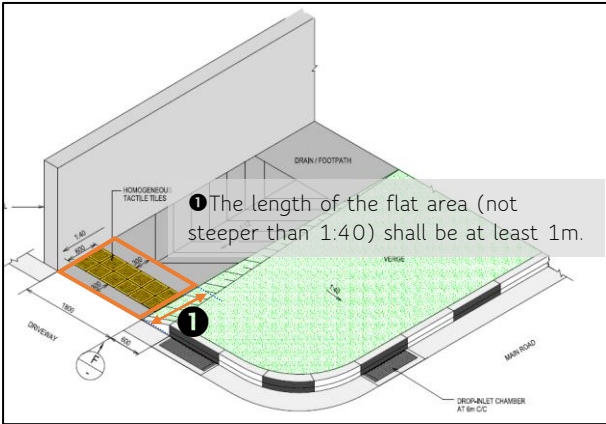 DRAIN / FOOTPATH
HOMOGENEOUS
TACTILE TILES
❶The length of the flat area (not
steeper than 1:40) shall be at least 1m.
1:40
600
300
VERGE
1:40
1800
600
❶
DRIVEWAY
F
-
MAIN ROAD
DROP-INLET CHAMBER
AT 6m C/C